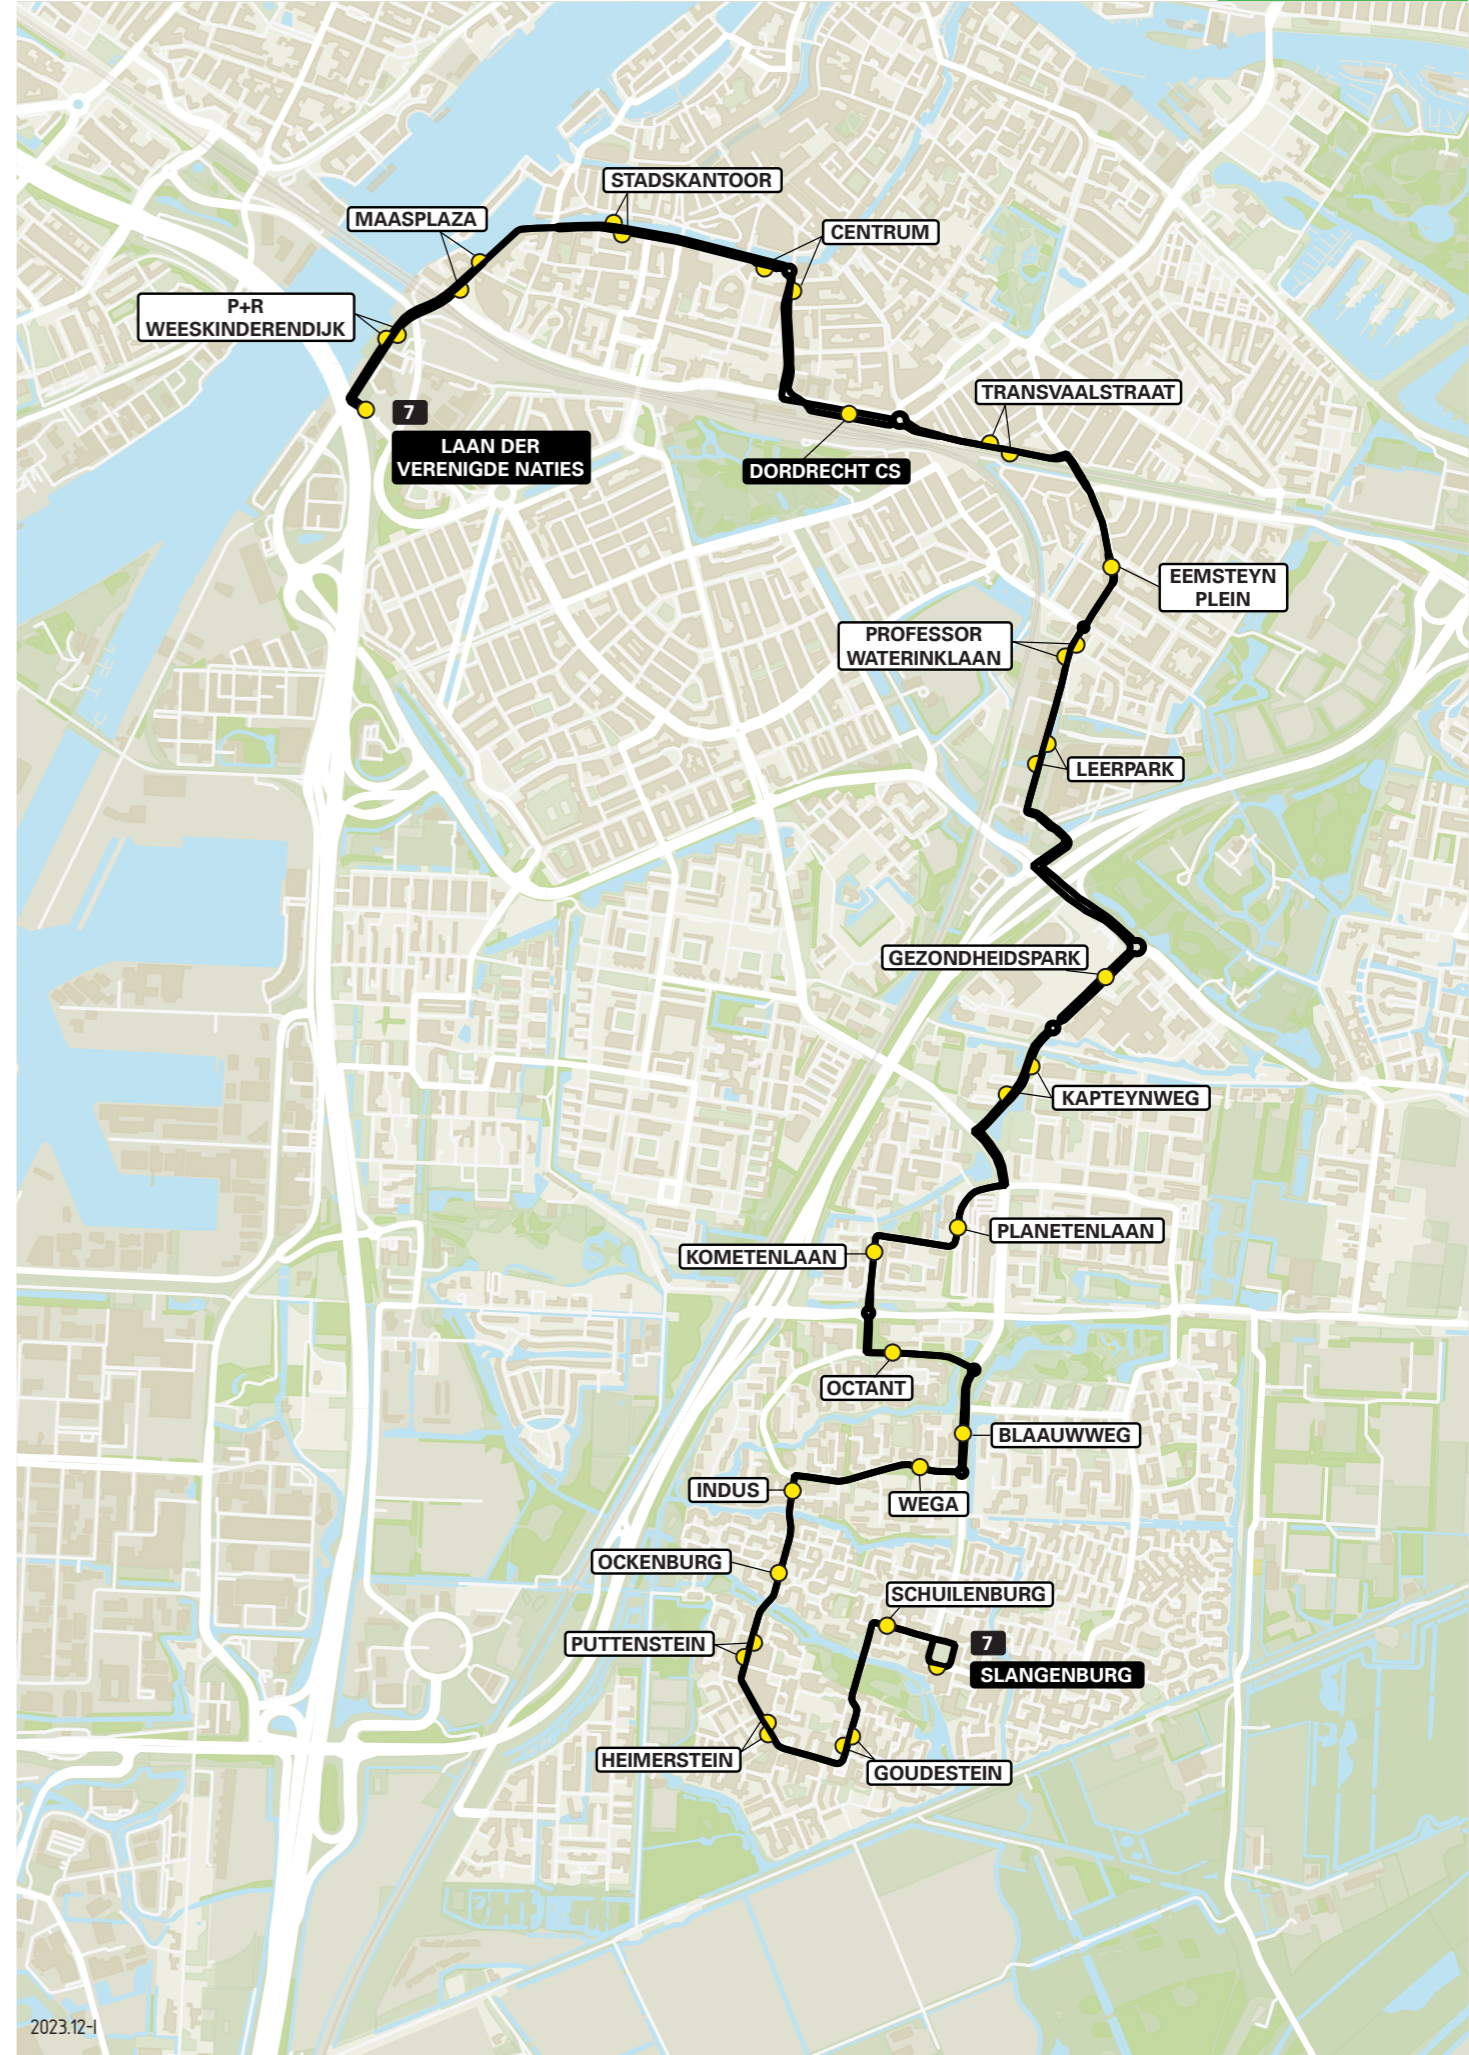 STADSKANTOOR
MAASPLAZA
CENTRUM
P+R
WEESKINDERENDIJK
TRANSVAALSTRAAT
7
LAAN DER
VERENIGDE NATIES
DORDRECHT CS
EEMSTEYN
PLEIN
PROFESSOR
WATERINKLAAN
LEERPARK
GEZONDHEIDSPARK
KAPTEYNWEG
PLANETENLAAN
KOMETENLAAN
OCTANT
BLAAUWWEG
INDUS
WEGA
OCKENBURG
SCHUILENBURG
PUTTENSTEIN
7
SLANGENBURG
HEIMERSTEIN
GOUDESTEIN
2023.12-I